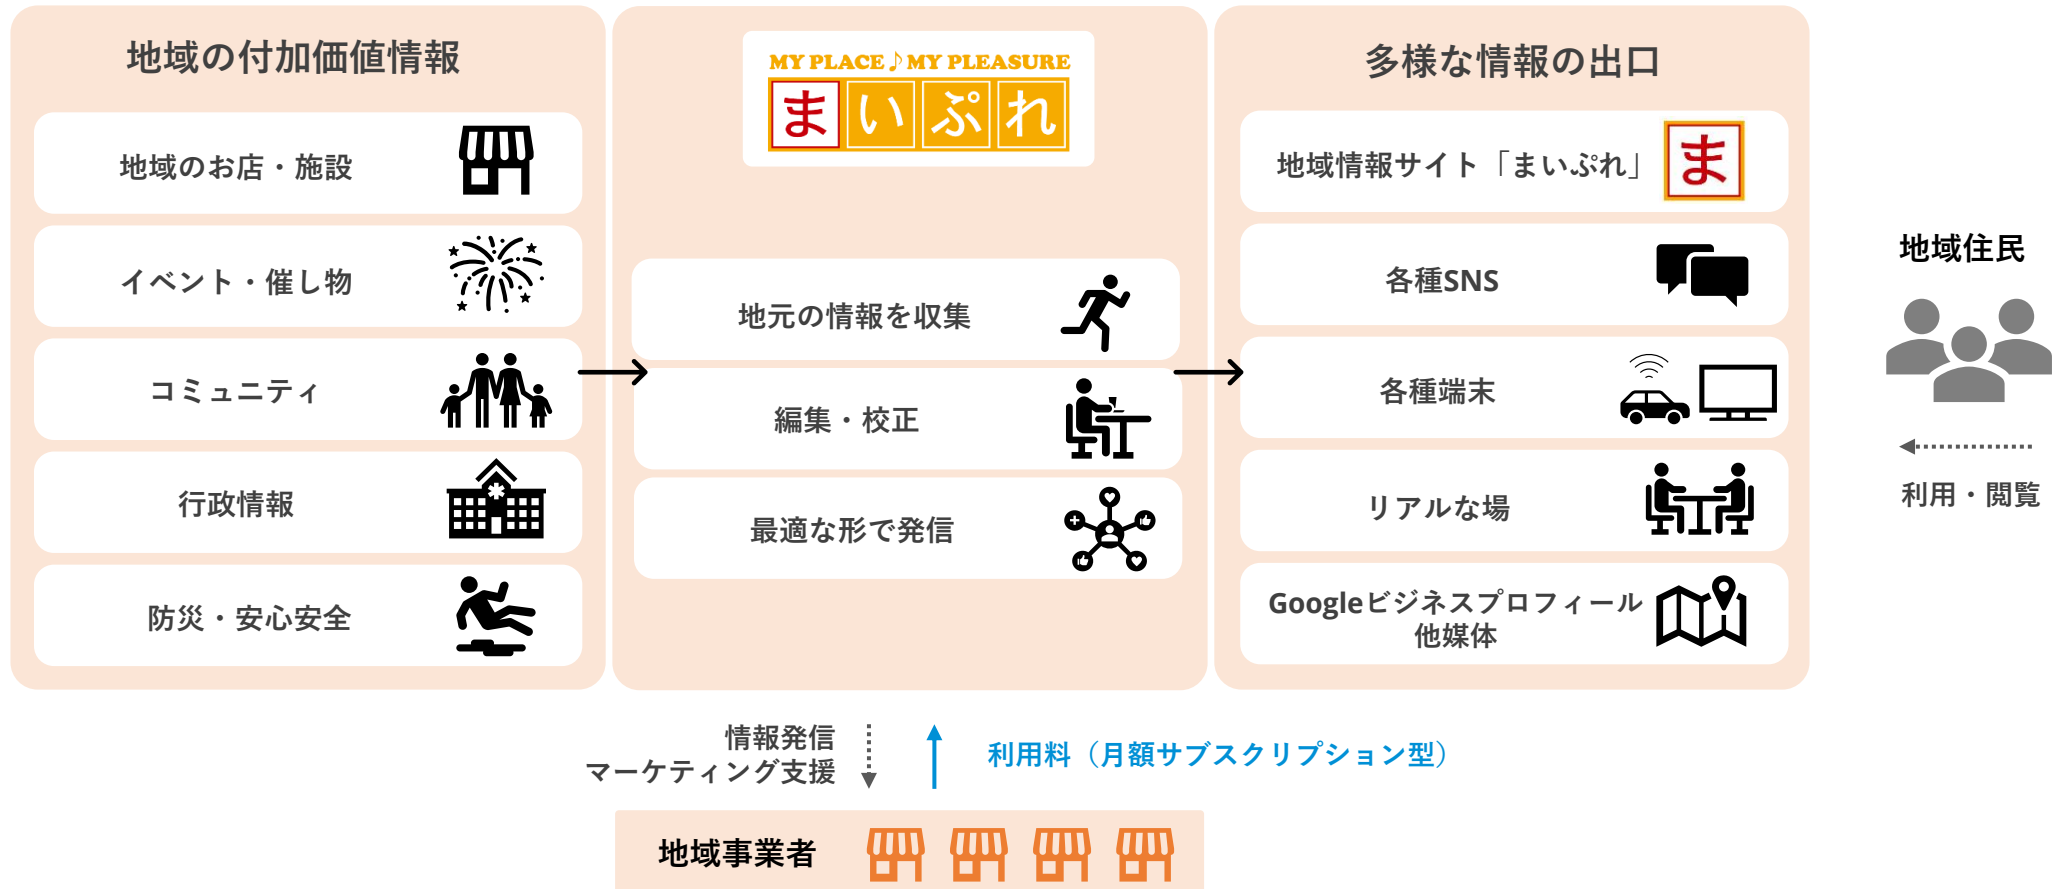 地域の付加価値情報
地域のお店・施設
イベント・催し物
コミュニティ
行政情報
防災・安心安全
MY PLACE♪MY PLEASURE
まいぷれ
地元の情報を収集
編集・校正
最適な形で発信
多様な情報の出口
地域情報サイト「まいぷれ」
ま
各種SNS
各種端末
リアルな場
Googleビジネスプロフィール
他媒体
地域住民
利用・閲覧
情報発信
マーケティング支援
利用料（月額サブスクリプション型）
地域事業者